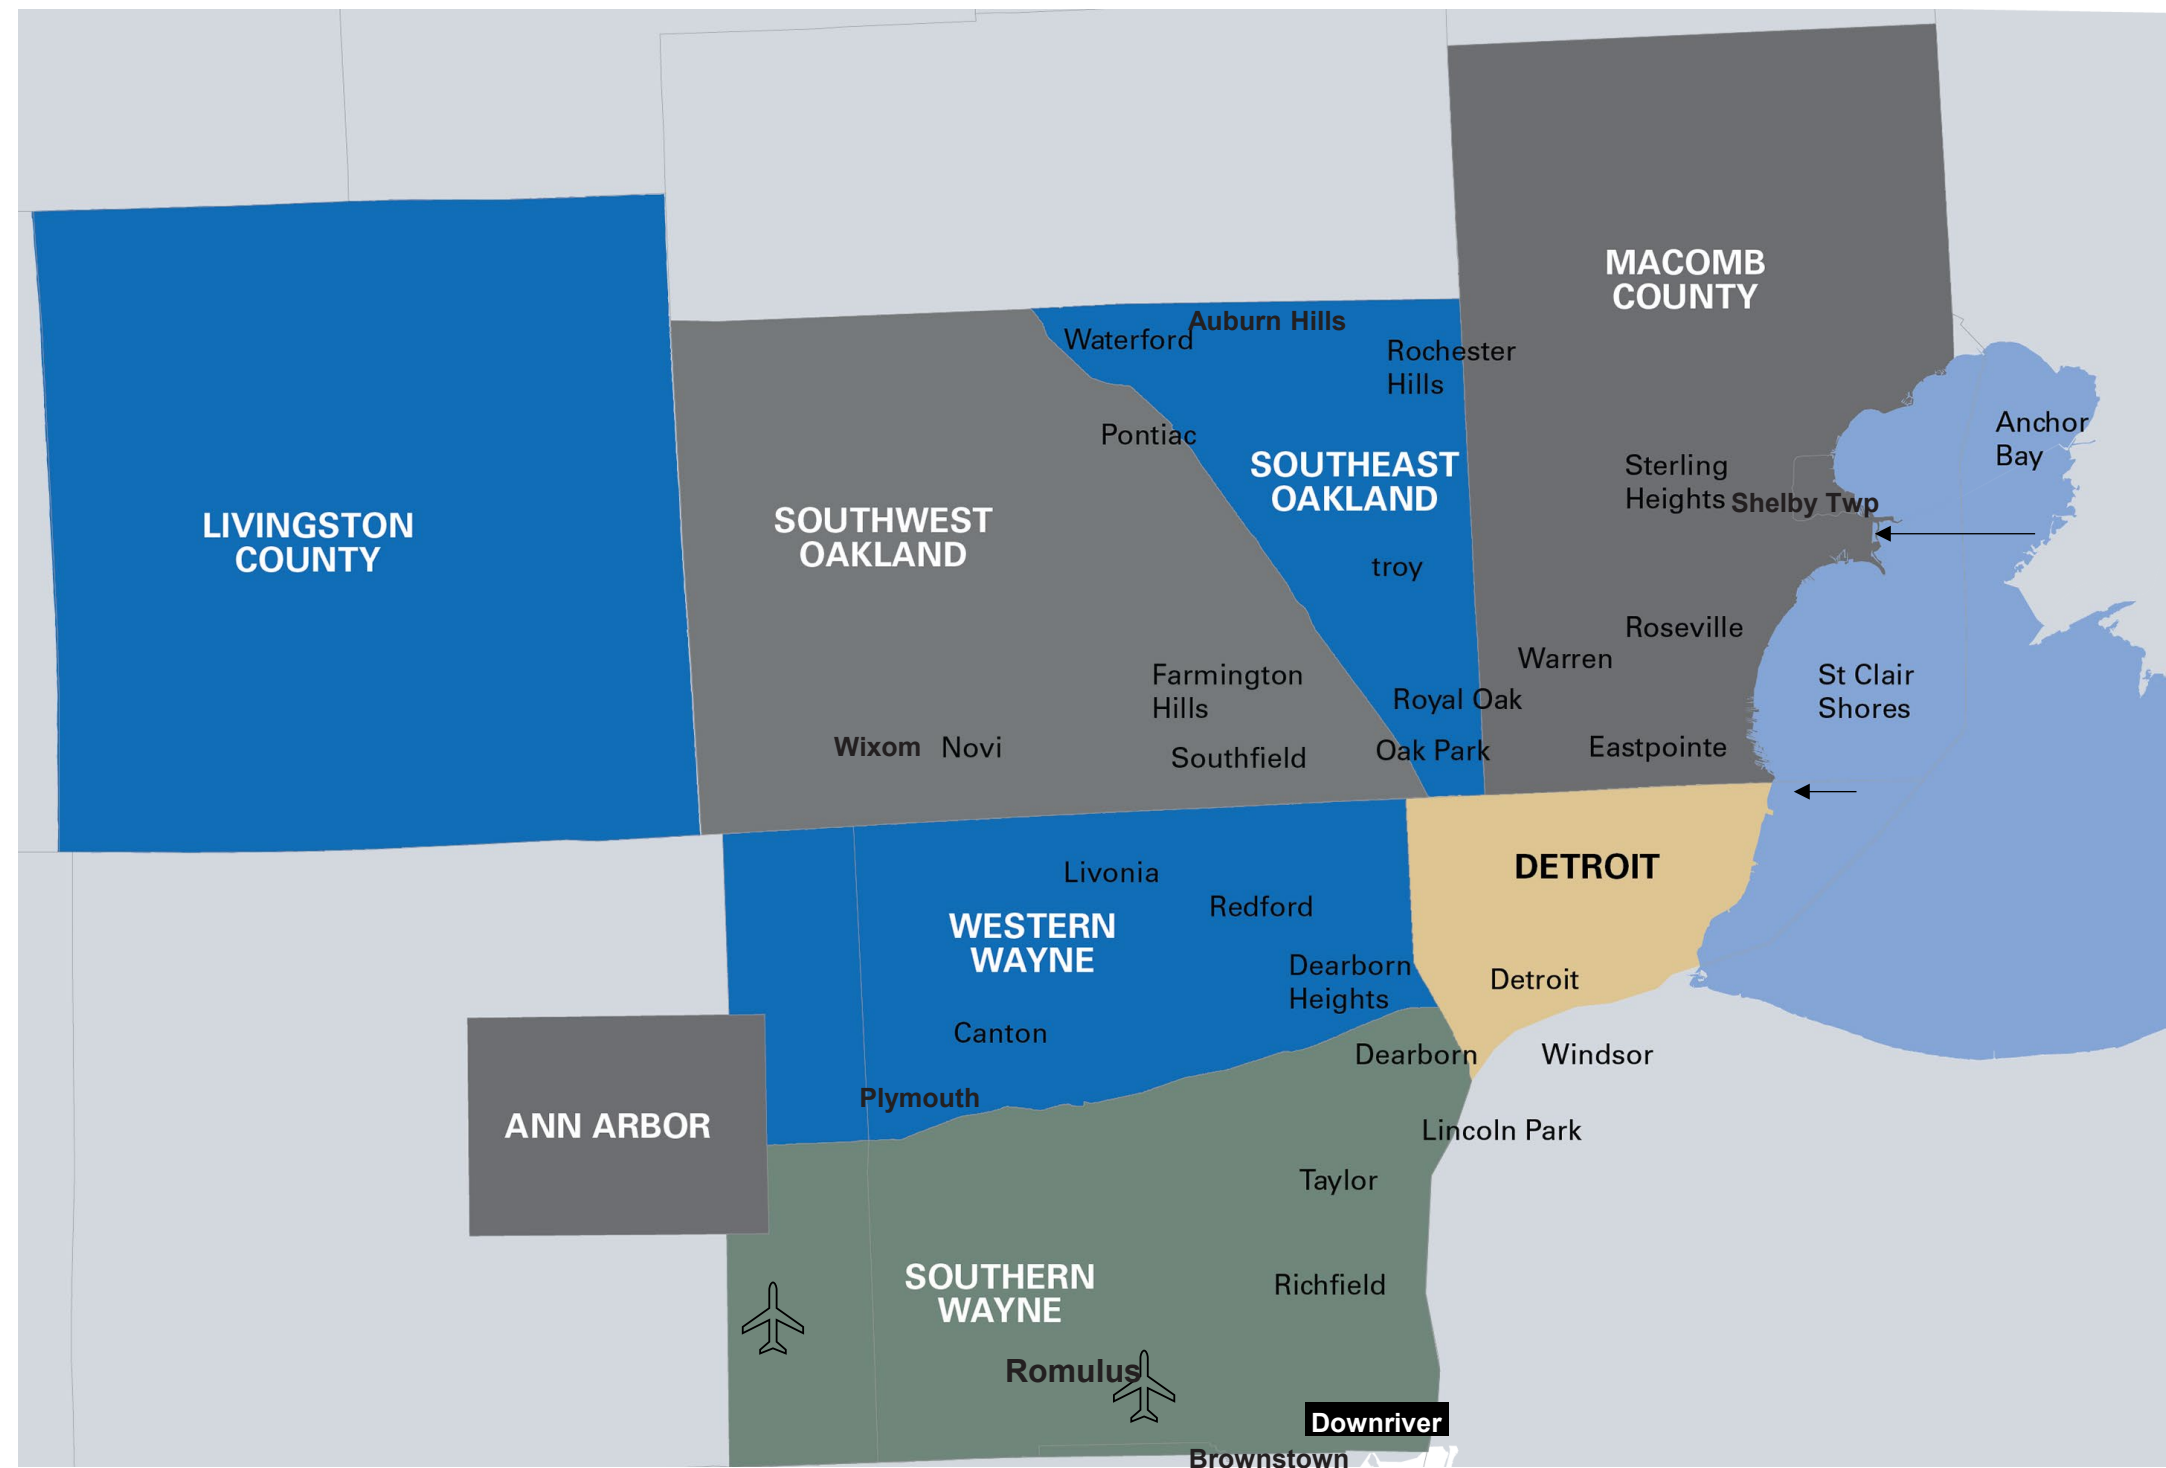 MACOMB
COUNTY
Auburn Hills
Waterford
Rochester
Hills
Anchor
Bay
Pontiac
SOUTHEAST
OAKLAND
Sterling
Heights
Shelby Twp
LIVINGSTON
COUNTY
SOUTHWEST
OAKLAND
troy
Roseville
Warren
Farmington
Hills
St Clair
Shores
Royal Oak
Wixom
Novi
Southfield
Oak Park
Eastpointe
Livonia
DETROIT
Redford
WESTERN
WAYNE
Dearborn
Heights
Detroit
Canton
Dearborn
Windsor
Plymouth
ANN ARBOR
Lincoln Park
Taylor
SOUTHERN
WAYNE
Richfield
Romulus
Downriver
Brownstown